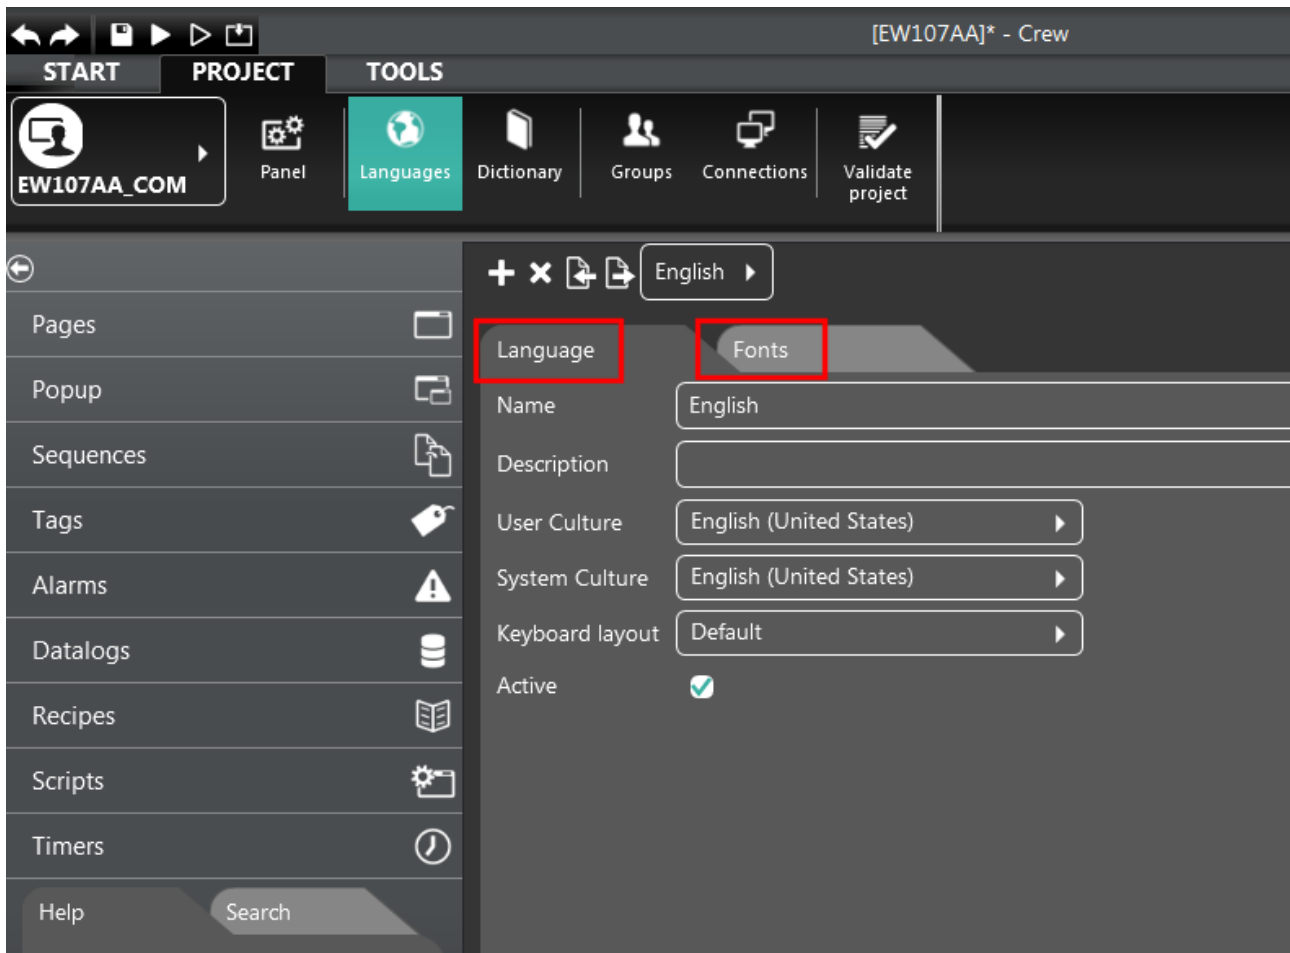 [EW107AA]* - Crew
START PROJECT TOOLS
EW107AA_COM
Panel
Languages
Dictionary
Groups
Connections
Validate
project
English
Pages
Popup
Sequences
Tags
Alarms
Datalogs
Recipes
Scripts
Timers
Help
Search
Language
Fonts
Name English
Description
User Culture English (United States)
System Culture English (United States)
Keyboard layout Default
Active